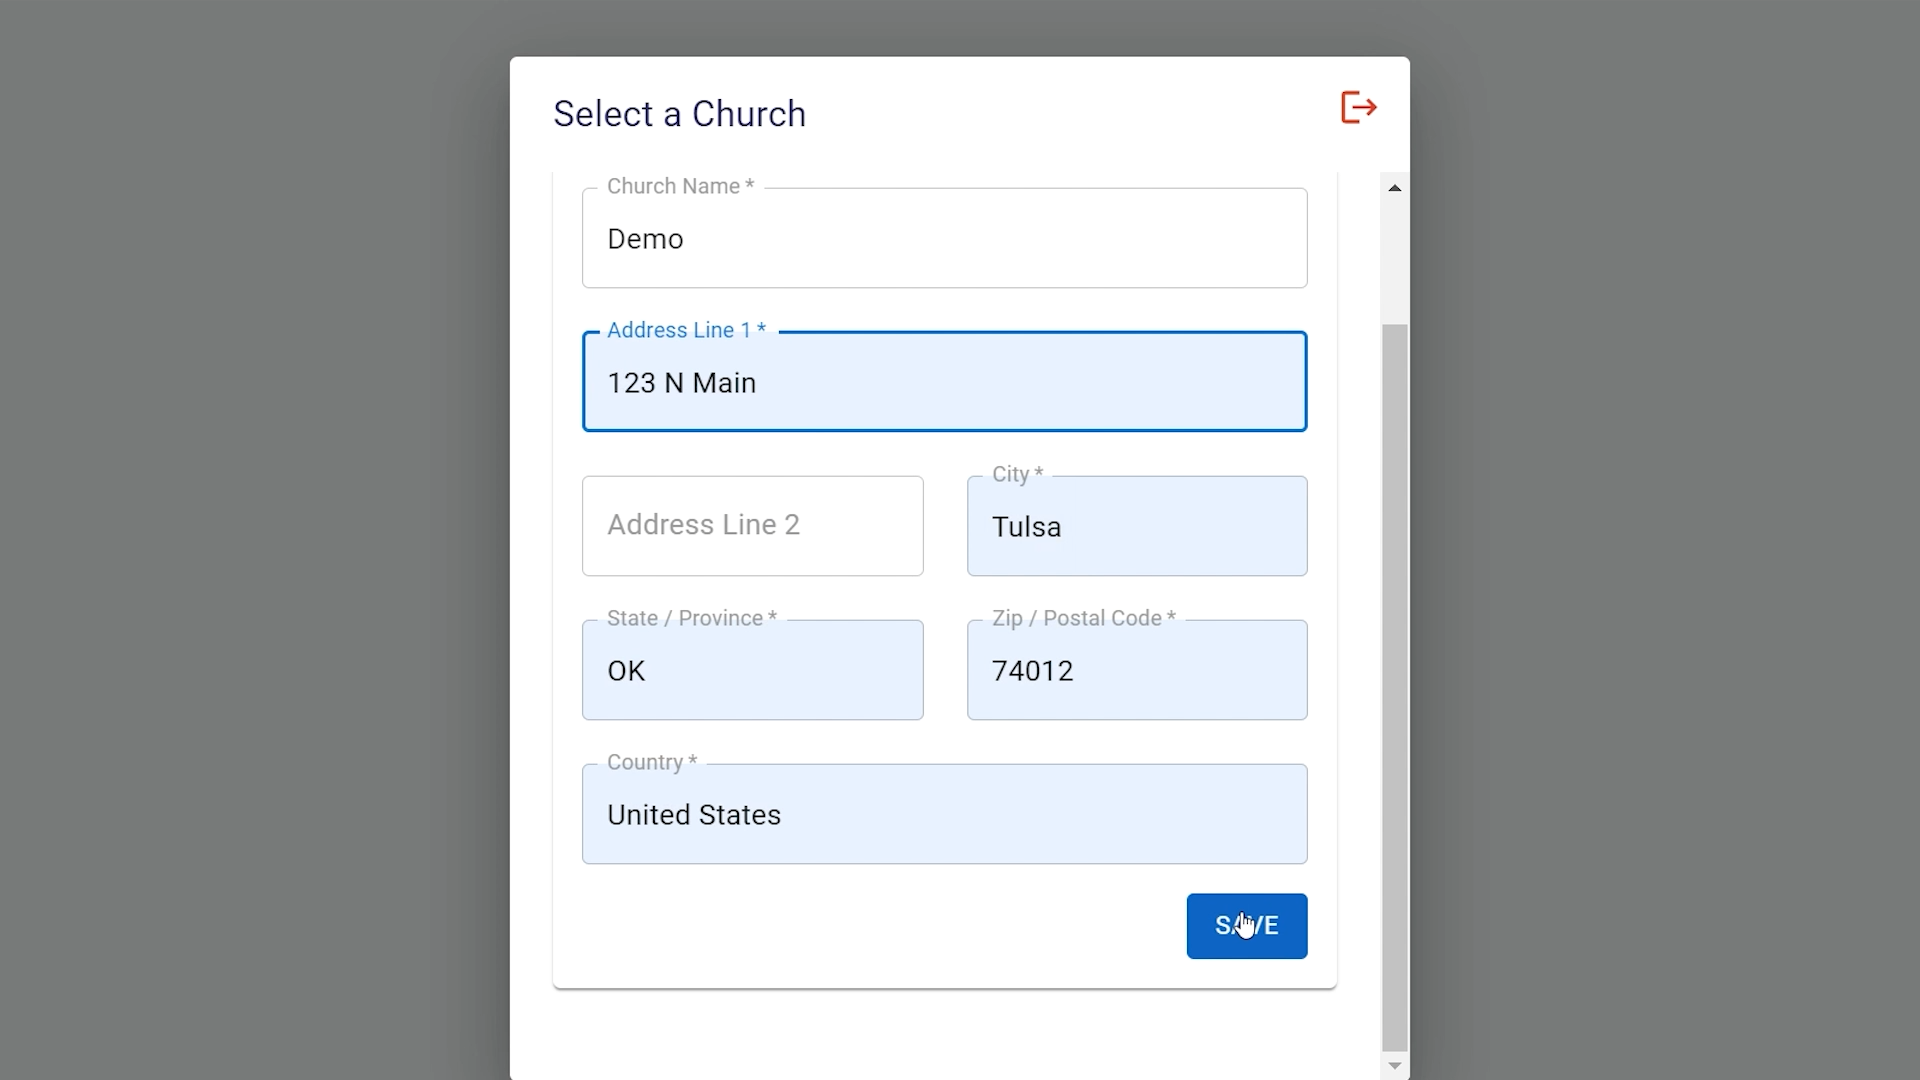 Select a Church
Church Name *
Demo
Address Line 1 *
123 N Main
Address Line 2
City *
Tulsa
State / Province *
OK
Zip / Postal Code *
74012
Country *
United States
SAVE